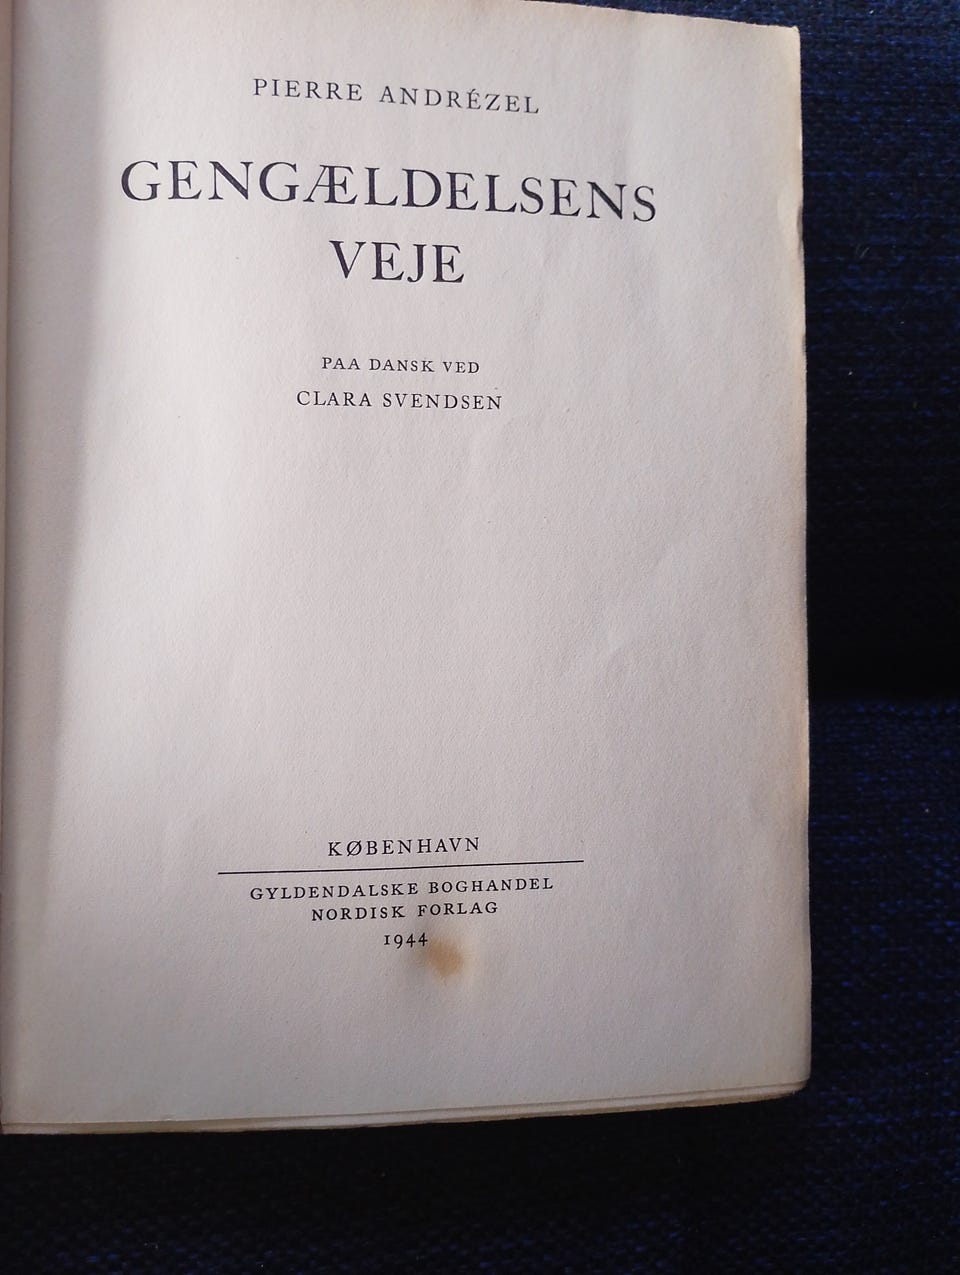 PIERRE ANDRÉZEL
GENGÆLDELSENS
VEJE
PAA DANSK VED
CLARA SVENDSEN
KØBENHAVN
GYLDENDALSKE BOGHANDEL
NORDISK FORLAG
1944